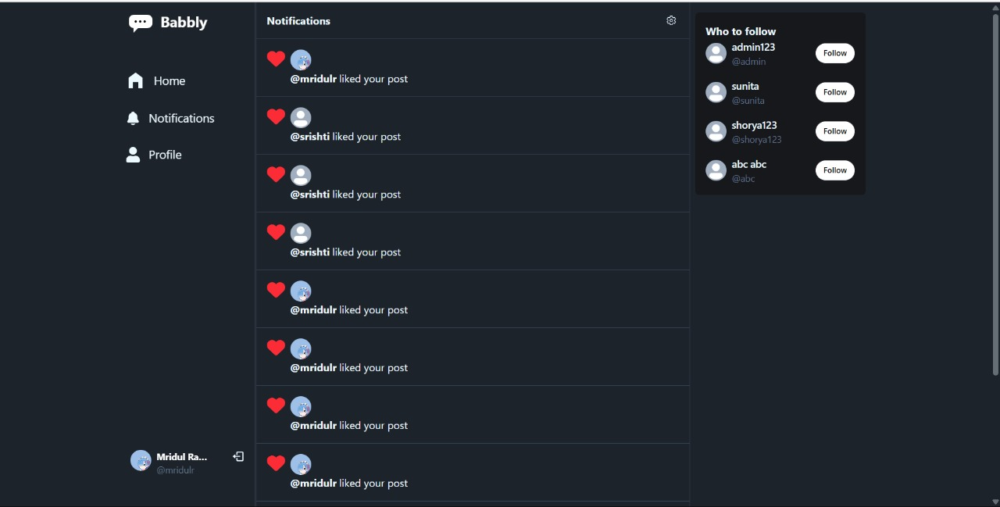 Babbly
Home
Notifications
Profile
Mridul Ra...
@mridulr
Notifications
@mridulr liked your post
@srishti liked your post
@srishti liked your post
@srishti liked your post
@mridulr liked your post
@mridulr liked your post
@mridulr liked your post
@mridulr liked your post
Who to follow
admin123
@admin
Follow
sunita
@sunita
Follow
shorya123
@shorya123
Follow
abc abc
@abc
Follow